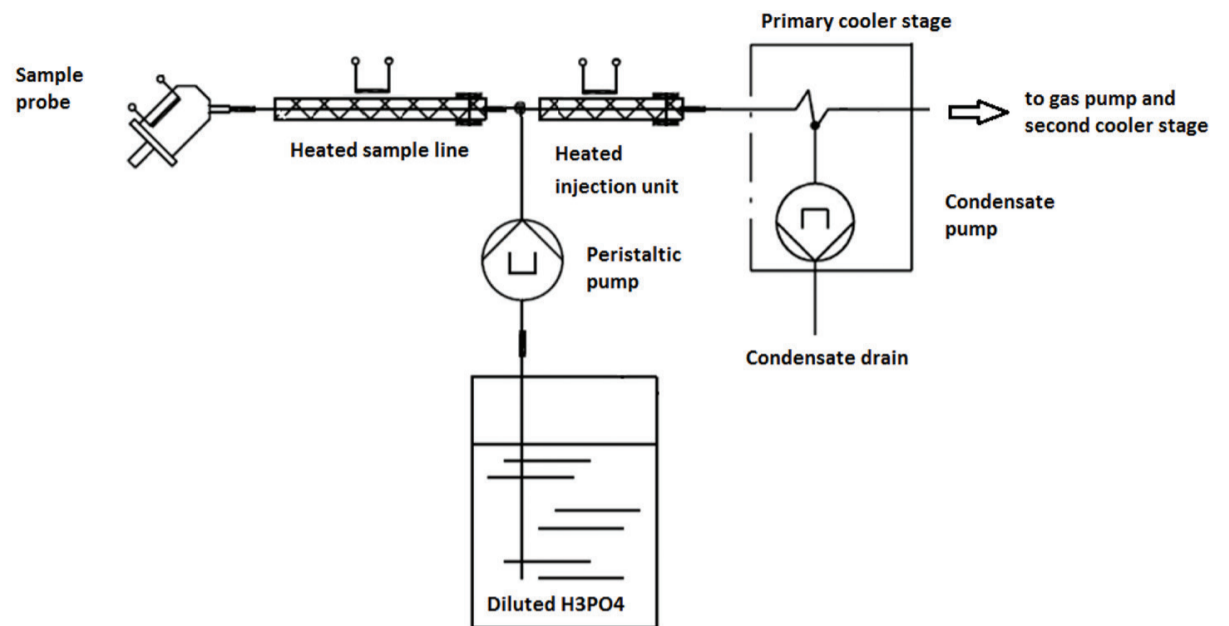 Primary cooler stage
Sample
probe
to gas pump and
second cooler stage
Heated sample line
Heated
injection unit
Condensate
pump
Peristaltic
pump
Condensate drain
Diluted H3PO4